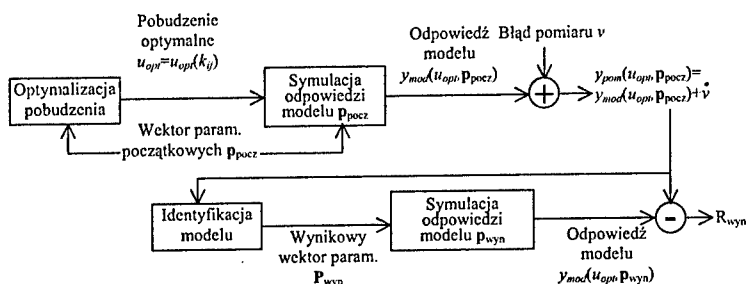 Pobudzenie
optymalne
u_opt=u_opt(k_ij)
Odpowiedź
modelu
y_mod(u_opt, p_pocz)
Błąd pomiaru v
Optymalizacja
pobudzenia
Symulacja
odpowiedzi
modelu p_pocz
+
y_pom(u_opt, p_pocz)=
y_mod(u_opt, p_pocz)+v
Wektor param.
początkowych p_pocz
Identyfikacja
modelu
Wynikowy
wektor param.
p_wyn
Symulacja
odpowiedzi
modelu p_wyn
Odpowiedź
modelu
y_mod(u_opt, p_wyn)
-
R_wyn